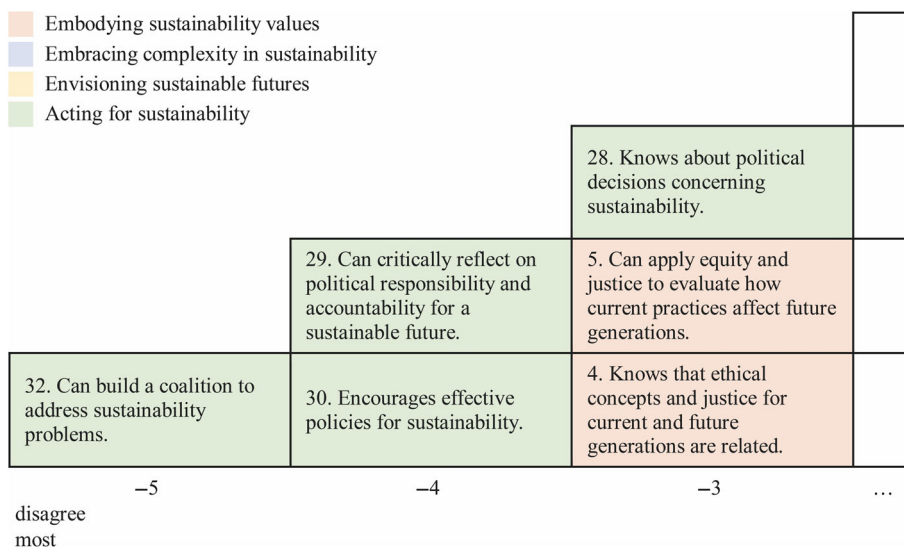 Embodying sustainability values
Embracing complexity in sustainability
Envisioning sustainable futures
Acting for sustainability
28. Knows about political
decisions concerning
sustainability.
29. Can critically reflect on
political responsibility and
accountability for a
sustainable future.
5. Can apply equity and
justice to evaluate how
current practices affect future
generations.
32. Can build a coalition to
address sustainability
problems.
30. Encourages effective
policies for sustainability.
4. Knows that ethical
concepts and justice for
current and future
generations are related.
−5
−4
−3
...
disagree
most